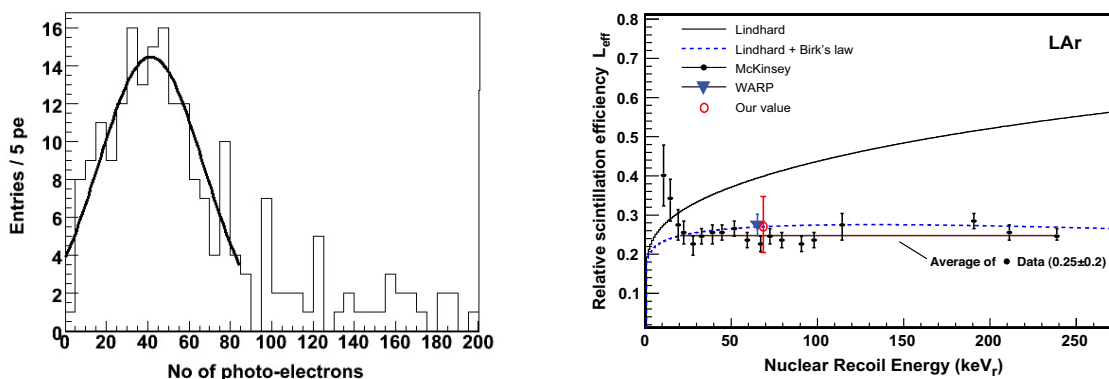 16
14
12
10
8
6
4
2
0
0 20 40 60 80 100 120 140 160 180 200
Entries / 5 pe
No of photo-electrons
0.8
0.7
0.6
0.5
0.4
0.3
0.2
0.1
0 50 100 150 200 250
Relative scintillation efficiency L_eff
Nuclear Recoil Energy (keV_r)
Lindhard
Lindhard + Birk's law
McKinsey
WARP
Our value
LAr
Average of • Data (0.25±0.2)